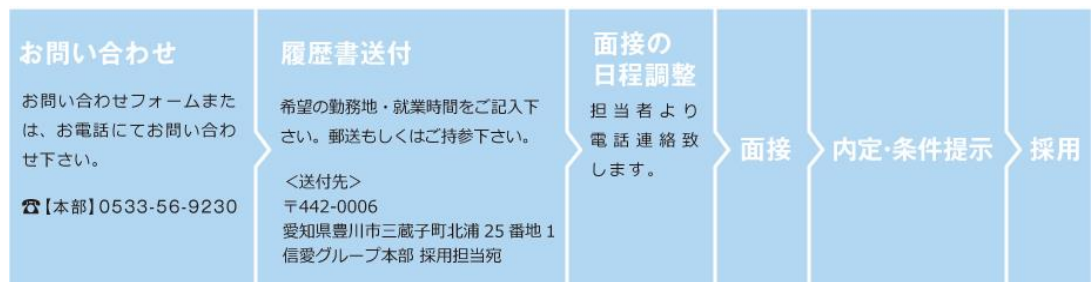 お問い合わせ
お問い合わせフォームまた
は、お電話にてお問い合わ
せ下さい。
☎【本部】0533-56-9230
履歴書送付
希望の勤務地・就業時間をご記入下
さい。郵送もしくはご持参下さい。
＜送付先＞
〒442-0006
愛知県豊川市三蔵子町北浦 25 番地 1
信愛グループ本部 採用担当宛
面接の
日程調整
担当者より
電話連絡致
します。
面接
内定・条件提示
採用